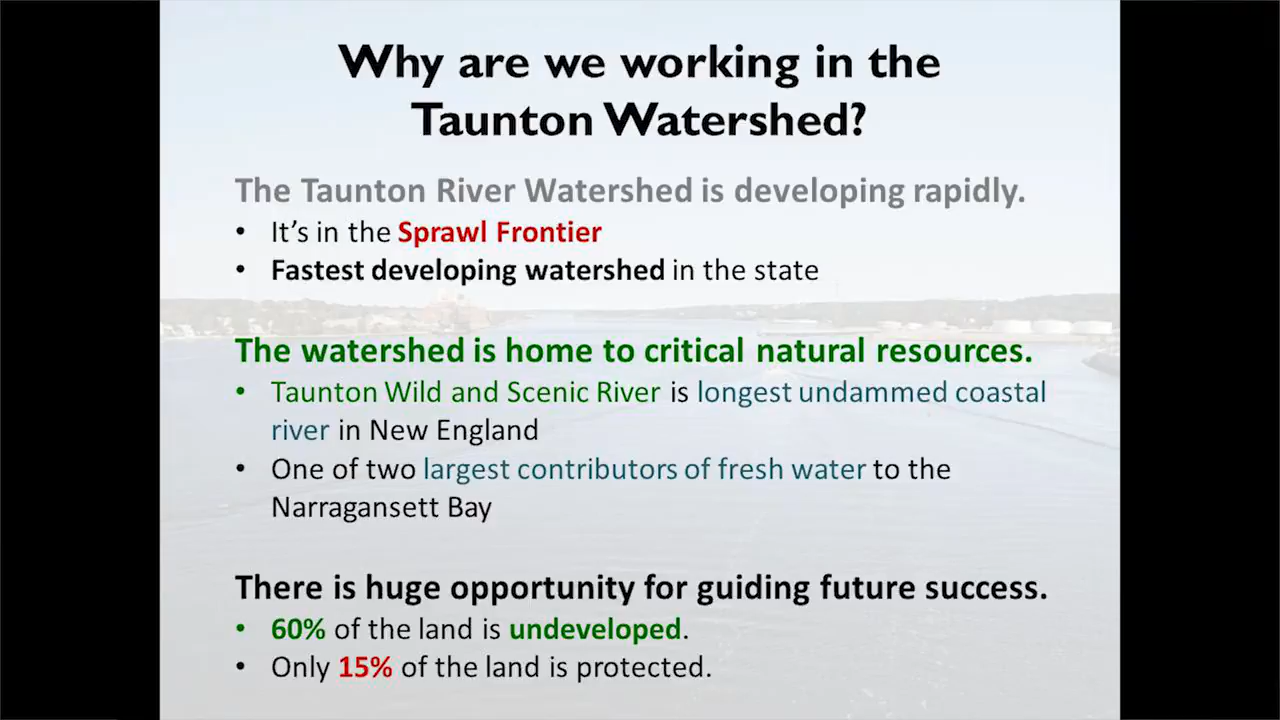 Why are we working in the
Taunton Watershed?
The Taunton River Watershed is developing rapidly.
• It's in the Sprawl Frontier
• Fastest developing watershed in the state
The watershed is home to critical natural resources.
• Taunton Wild and Scenic River is longest undammed coastal
river in New England
• One of two largest contributors of fresh water to the
Narragansett Bay
There is huge opportunity for guiding future success.
• 60% of the land is undeveloped.
• Only 15% of the land is protected.